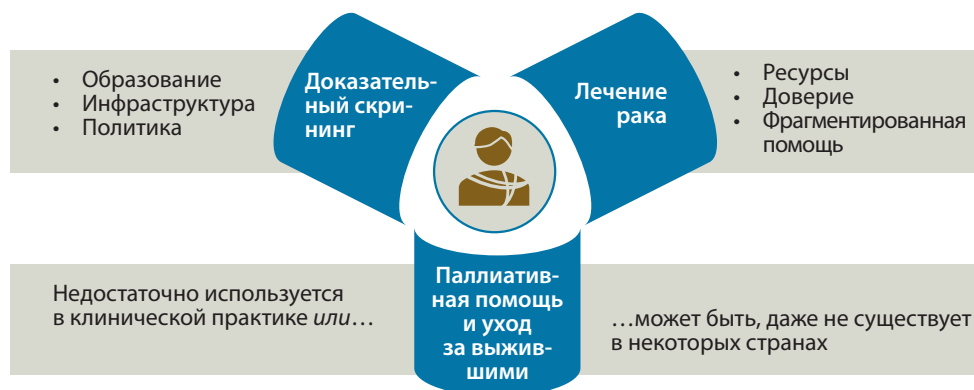 • Образование
• Инфраструктура
• Политика
Доказатель-
ный скри-
нинг
Лечение
рака
• Ресурсы
• Доверие
• Фрагментированная
помощь
Недостаточно используется
в клинической практике или…
Паллиатив-
ная помощь
и уход
за выжив-
шими
…может быть, даже не существует
в некоторых странах